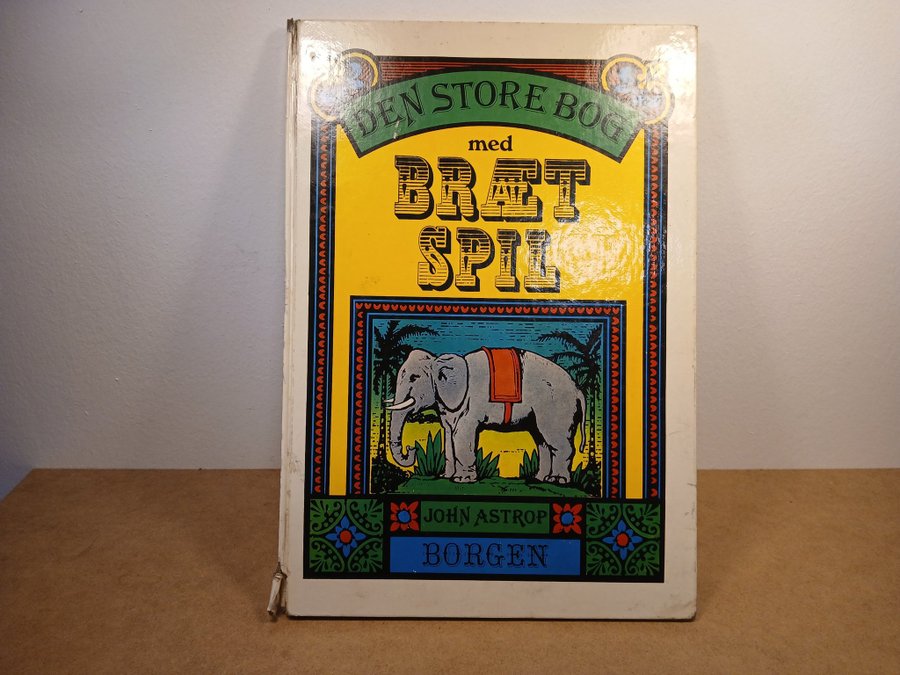 DEN STORE BOG
med
BRÆT
SPIL
JOHN ASTROP
BORGEN